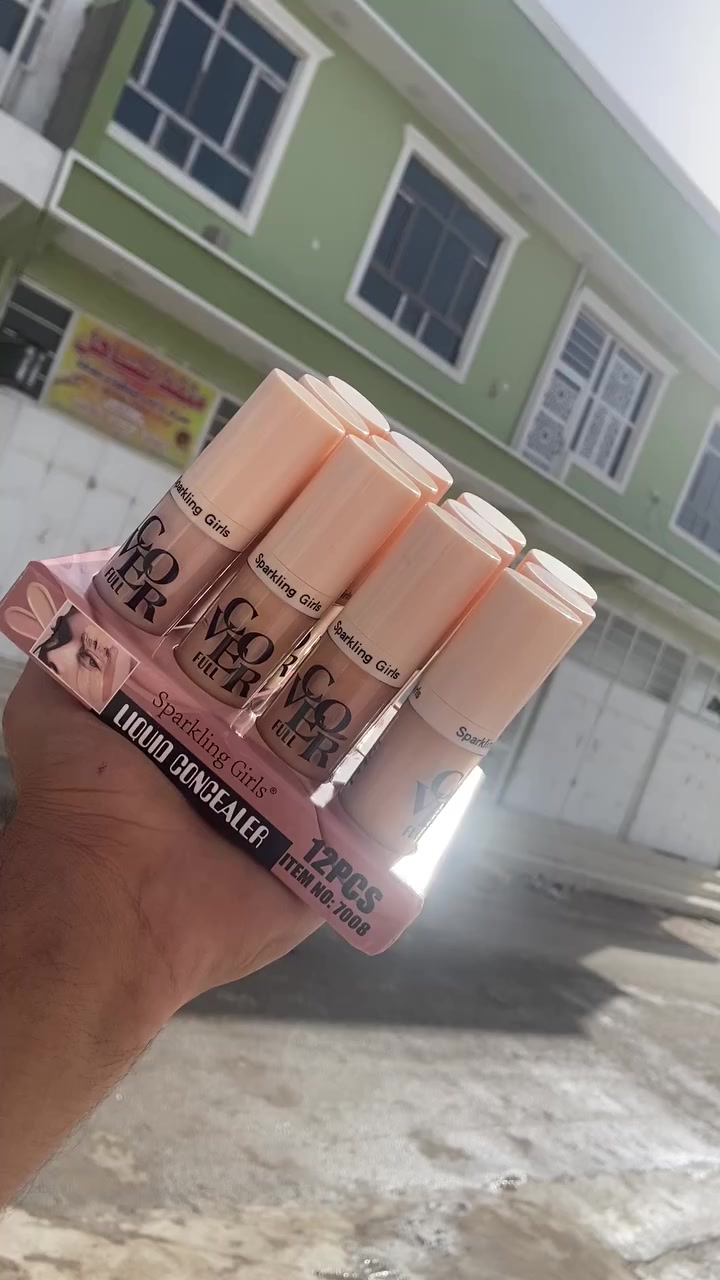 Sparkling Girls
COVER
FULL
Sparkling Girls
COVER
FULL
Sparkling Girls
COVER
FULL
Sparkling Girls®
LIQUID CONCEALER
12PCS
ITEM NO: 7008